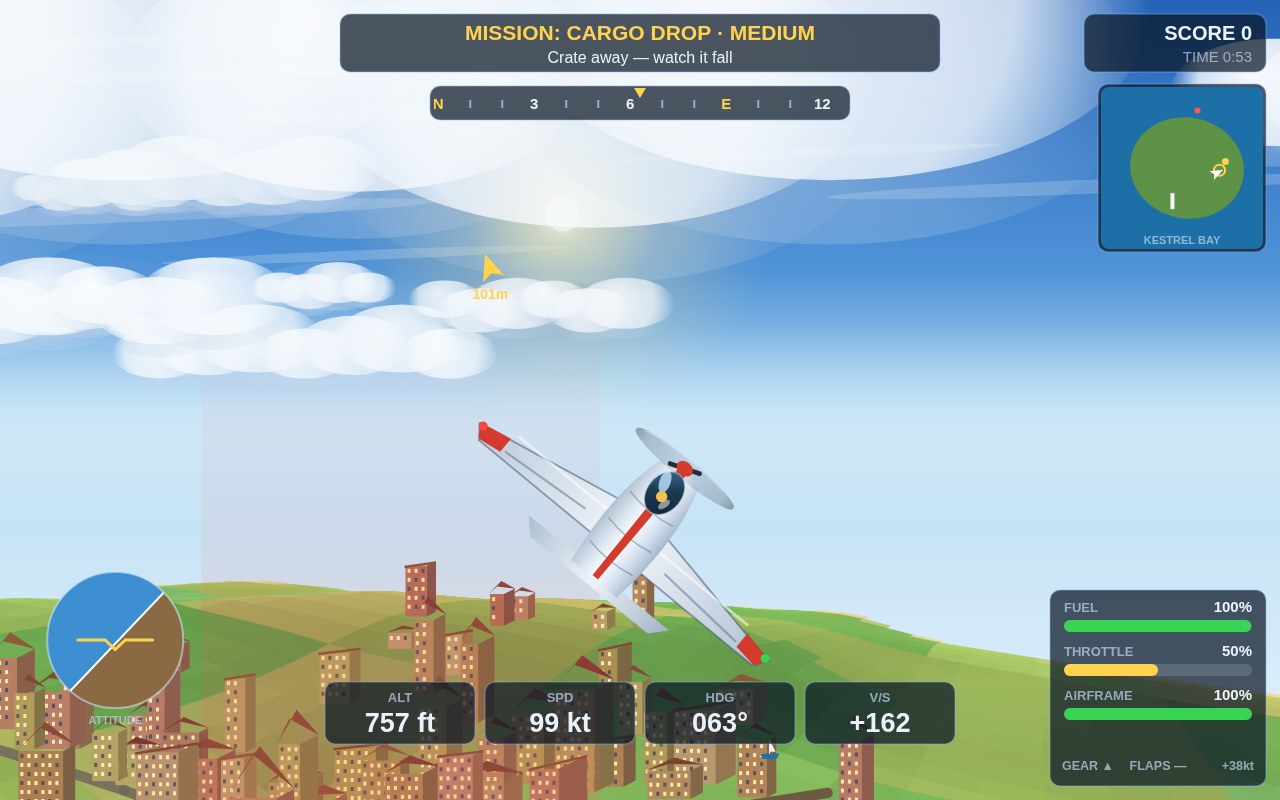 MISSION: CARGO DROP · MEDIUM
Crate away — watch it fall
SCORE 0
TIME 0:53
N 3 6 E 12
KESTREL BAY
101m
ATTITUDE
ALT
757 ft
SPD
99 kt
HDG
063°
V/S
+162
FUEL 100%
THROTTLE 50%
AIRFRAME 100%
GEAR ▲ FLAPS — +38kt